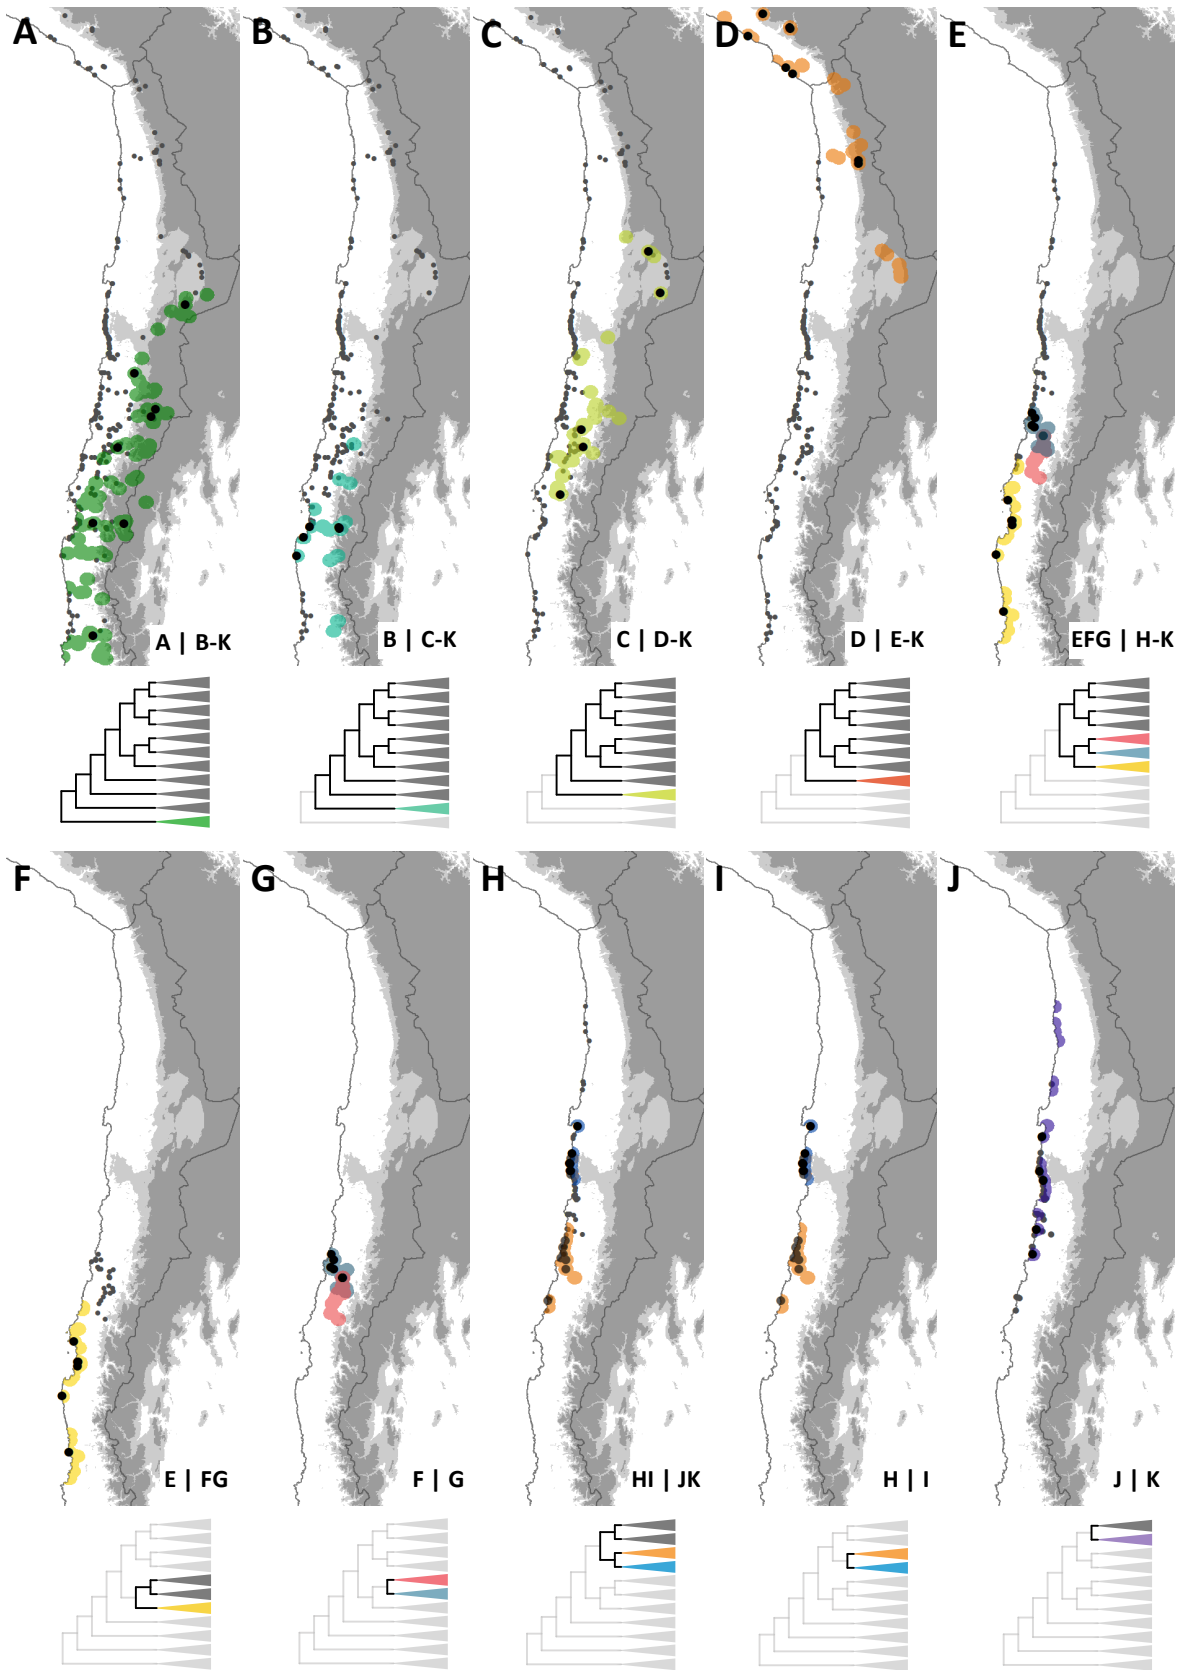 A B C D E
A | B-K B | C-K C | D-K D | E-K EFG | H-K
F G H I J
E | FG F | G HI | JK H | I J | K